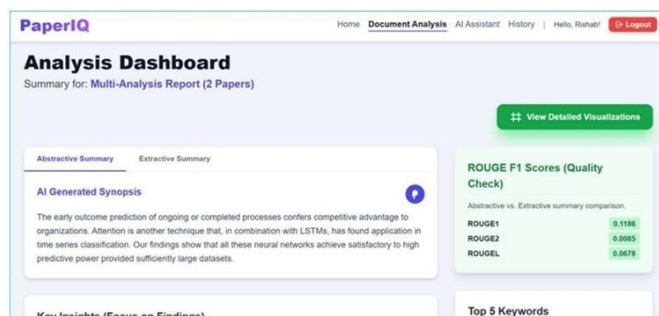 PaperIQ
Home Document Analysis AI Assistant History | Hello, Rishab! Logout
Analysis Dashboard
Summary for: Multi-Analysis Report (2 Papers)
View Detailed Visualizations
Abstractive Summary Extractive Summary
AI Generated Synopsis
The early outcome prediction of ongoing or completed processes confers competitive advantage to
organizations. Attention is another technique that, in combination with LSTMs, has found application in
time series classification. Our findings show that all these neural networks achieve satisfactory to high
predictive power provided sufficiently large datasets.
ROUGE F1 Scores (Quality
Check)
Abstractive vs. Extractive summary comparison.
ROUGE1 0.1186
ROUGE2 0.0085
ROUGEL 0.0678
Key Insights (Focus on Findings)
Top 5 Keywords